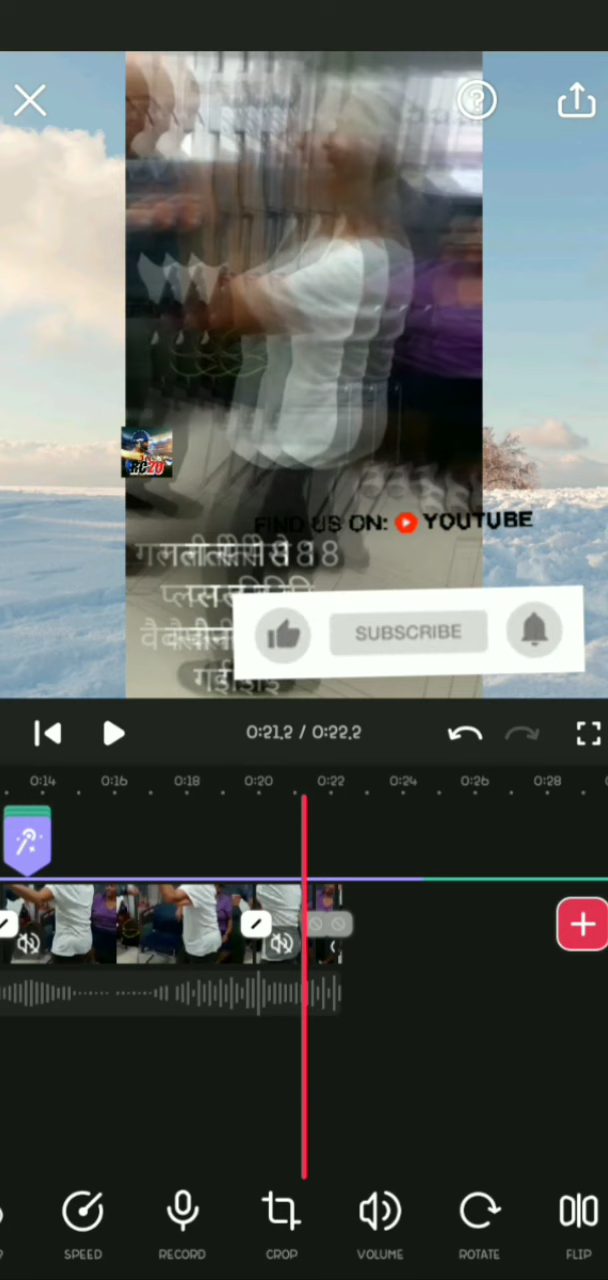 RC20
FIND US ON: YOUTUBE
SUBSCRIBE
0:21,2 / 0:22,2
0:14 0:16 0:18 0:20 0:22 0:24 0:26 0:28
SPEED RECORD CROP VOLUME ROTATE FLIP